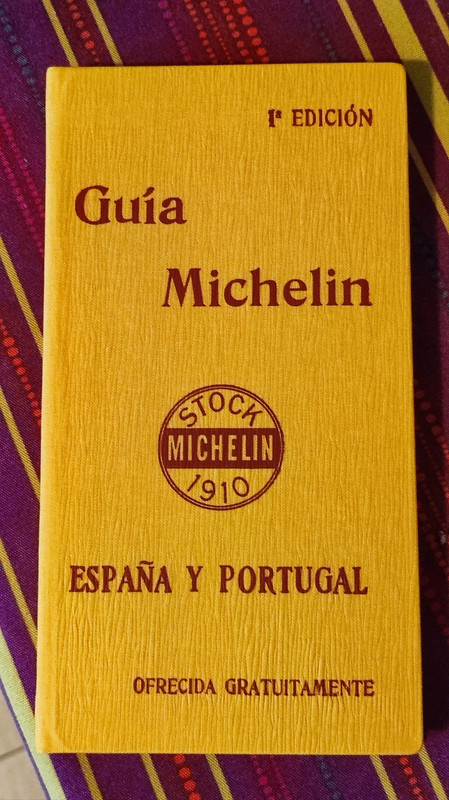 1ª EDICIÓN
Guía
Michelin
STOCK
MICHELIN
1910
ESPAÑA Y PORTUGAL
OFRECIDA GRATUITAMENTE